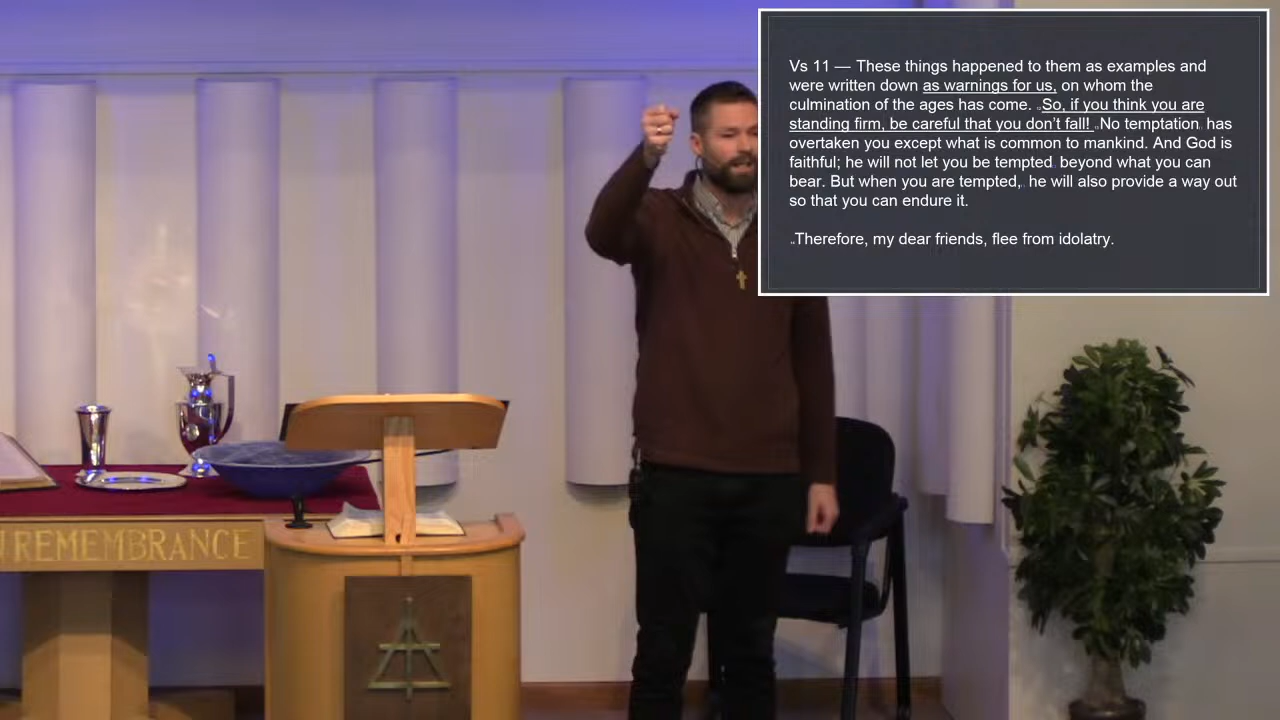 Vs 11 — These things happened to them as examples and
were written down as warnings for us, on whom the
culmination of the ages has come. So, if you think you are
standing firm, be careful that you don't fall! No temptation has
overtaken you except what is common to mankind. And God is
faithful; he will not let you be tempted beyond what you can
bear. But when you are tempted, he will also provide a way out
so that you can endure it.
Therefore, my dear friends, flee from idolatry.
REMEMBRANCE